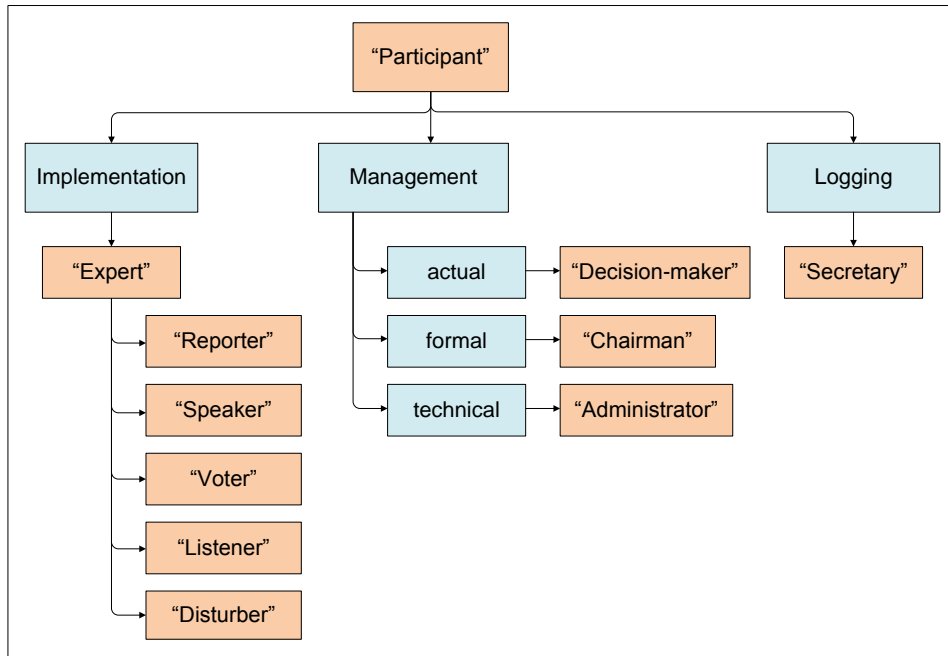 “Participant”
Implementation
Management
Logging
“Expert”
“Secretary”
actual
“Decision-maker”
formal
“Chairman”
technical
“Administrator”
“Reporter”
“Speaker”
“Voter”
“Listener”
“Disturber”